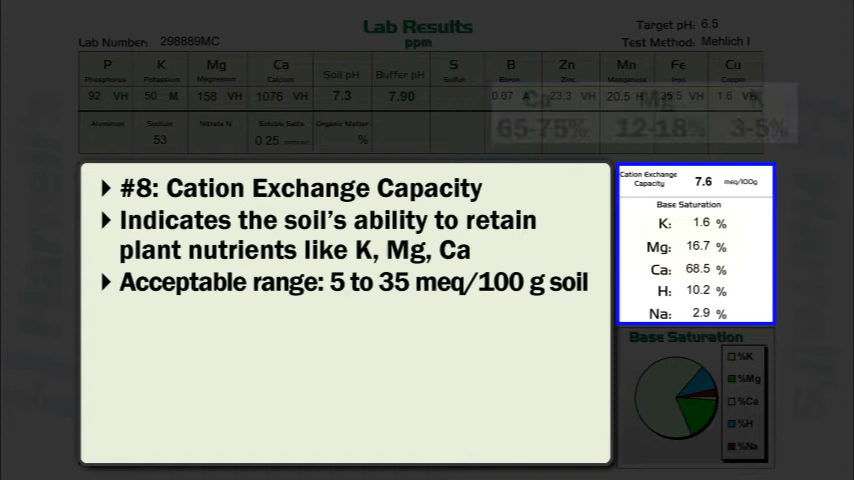 Lab Results
ppm
Target pH: 6.5
Lab Number: 298889MC
Test Method: Mehlich I
P K Mg Ca Soil pH Buffer pH S B Zn Mn Fe Cu
Phosphorus Potassium Magnesium Calcium Sulfur Boron Zinc Manganese Iron Copper
92 VH 50 M 158 VH 1076 VH 7.3 7.90 0.67 A 23.3 VH 20.5 H VH 1.6 VH
Aluminum Sodium Nitrate N Soluble Salts Organic Matter
53 0.25 %
Ca Mg K
65-75% 12-18% 3-5%
#8: Cation Exchange Capacity
Indicates the soil's ability to retain
plant nutrients like K, Mg, Ca
Acceptable range: 5 to 35 meq/100 g soil
Cation Exchange
Capacity 7.6 meq/100g
Base Saturation
K: 1.6 %
Mg: 16.7 %
Ca: 68.5 %
H: 10.2 %
Na: 2.9 %
Base Saturation
%K
%Mg
%Ca
%H
%Na